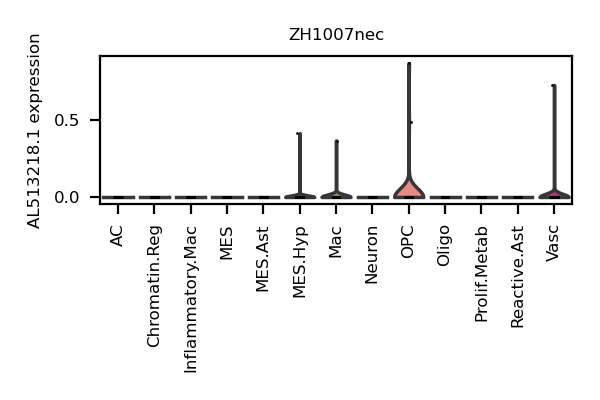 ZH1007nec
AL513218.1 expression
0.5
0.0
AC
Chromatin.Reg
Inflammatory.Mac
MES
MES.Ast
MES.Hyp
Mac
Neuron
OPC
Oligo
Prolif.Metab
Reactive.Ast
Vasc